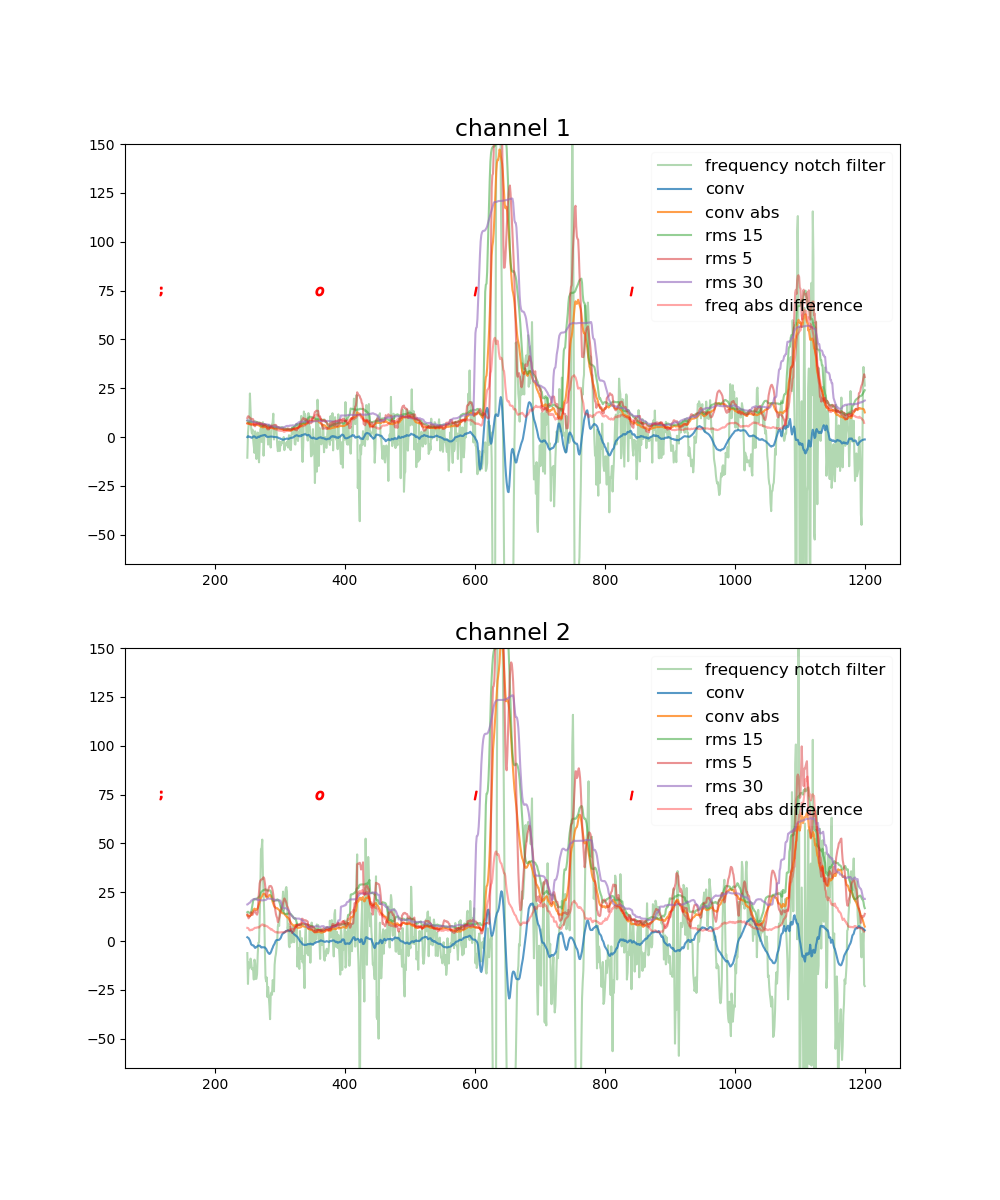 channel 1
150
125
100
75
50
25
0
−25
−50
frequency notch filter
conv
conv abs
rms 15
rms 5
rms 30
freq abs difference
; o l l
200 400 600 800 1000 1200
channel 2
150
125
100
75
50
25
0
−25
−50
frequency notch filter
conv
conv abs
rms 15
rms 5
rms 30
freq abs difference
; o l l
200 400 600 800 1000 1200